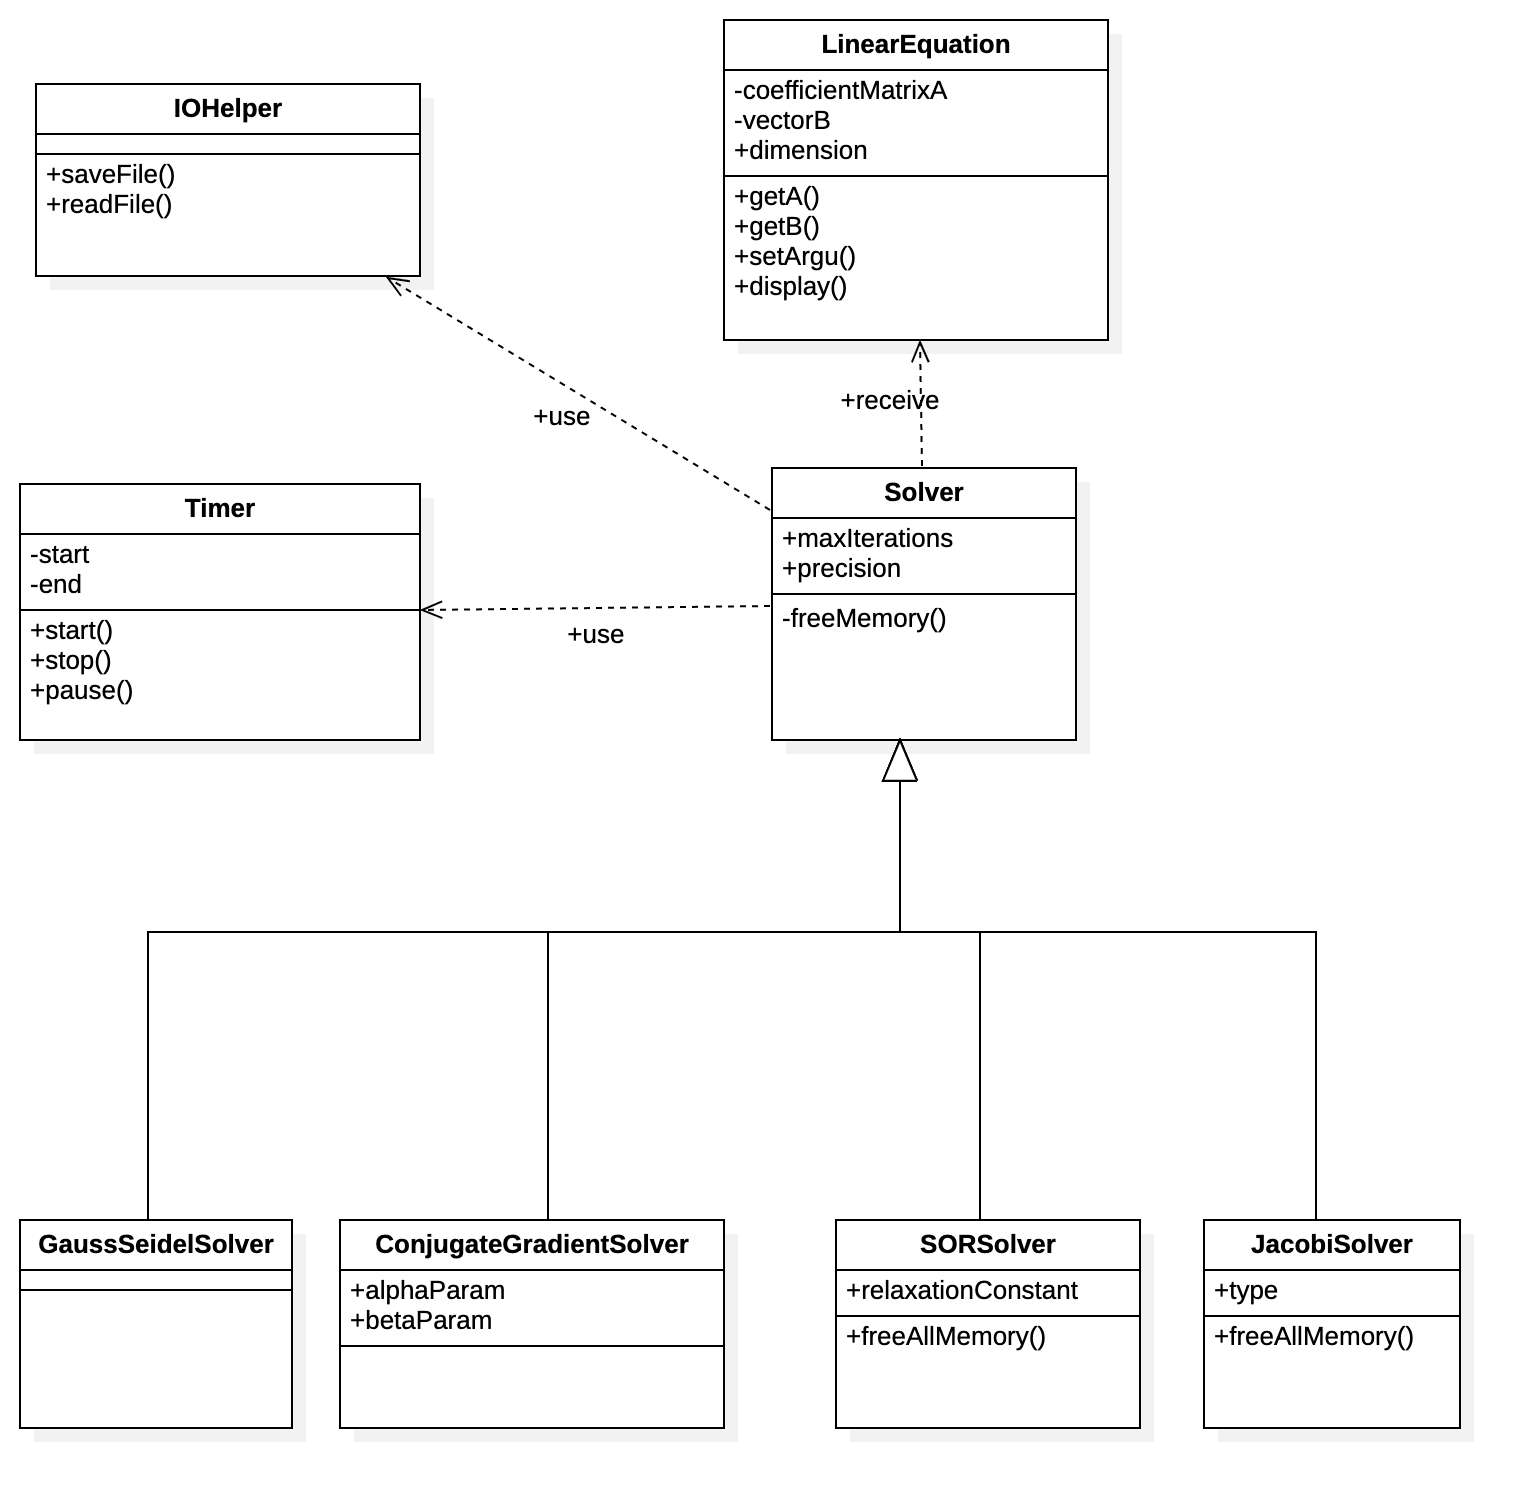 LinearEquation
-coefficientMatrixA
-vectorB
+dimension
+getA()
+getB()
+setArgu()
+display()
IOHelper
+saveFile()
+readFile()
+receive
+use
Solver
+maxIterations
+precision
-freeMemory()
Timer
-start
-end
+start()
+stop()
+pause()
+use
GaussSeidelSolver
ConjugateGradientSolver
+alphaParam
+betaParam
SORSolver
+relaxationConstant
+freeAllMemory()
JacobiSolver
+type
+freeAllMemory()